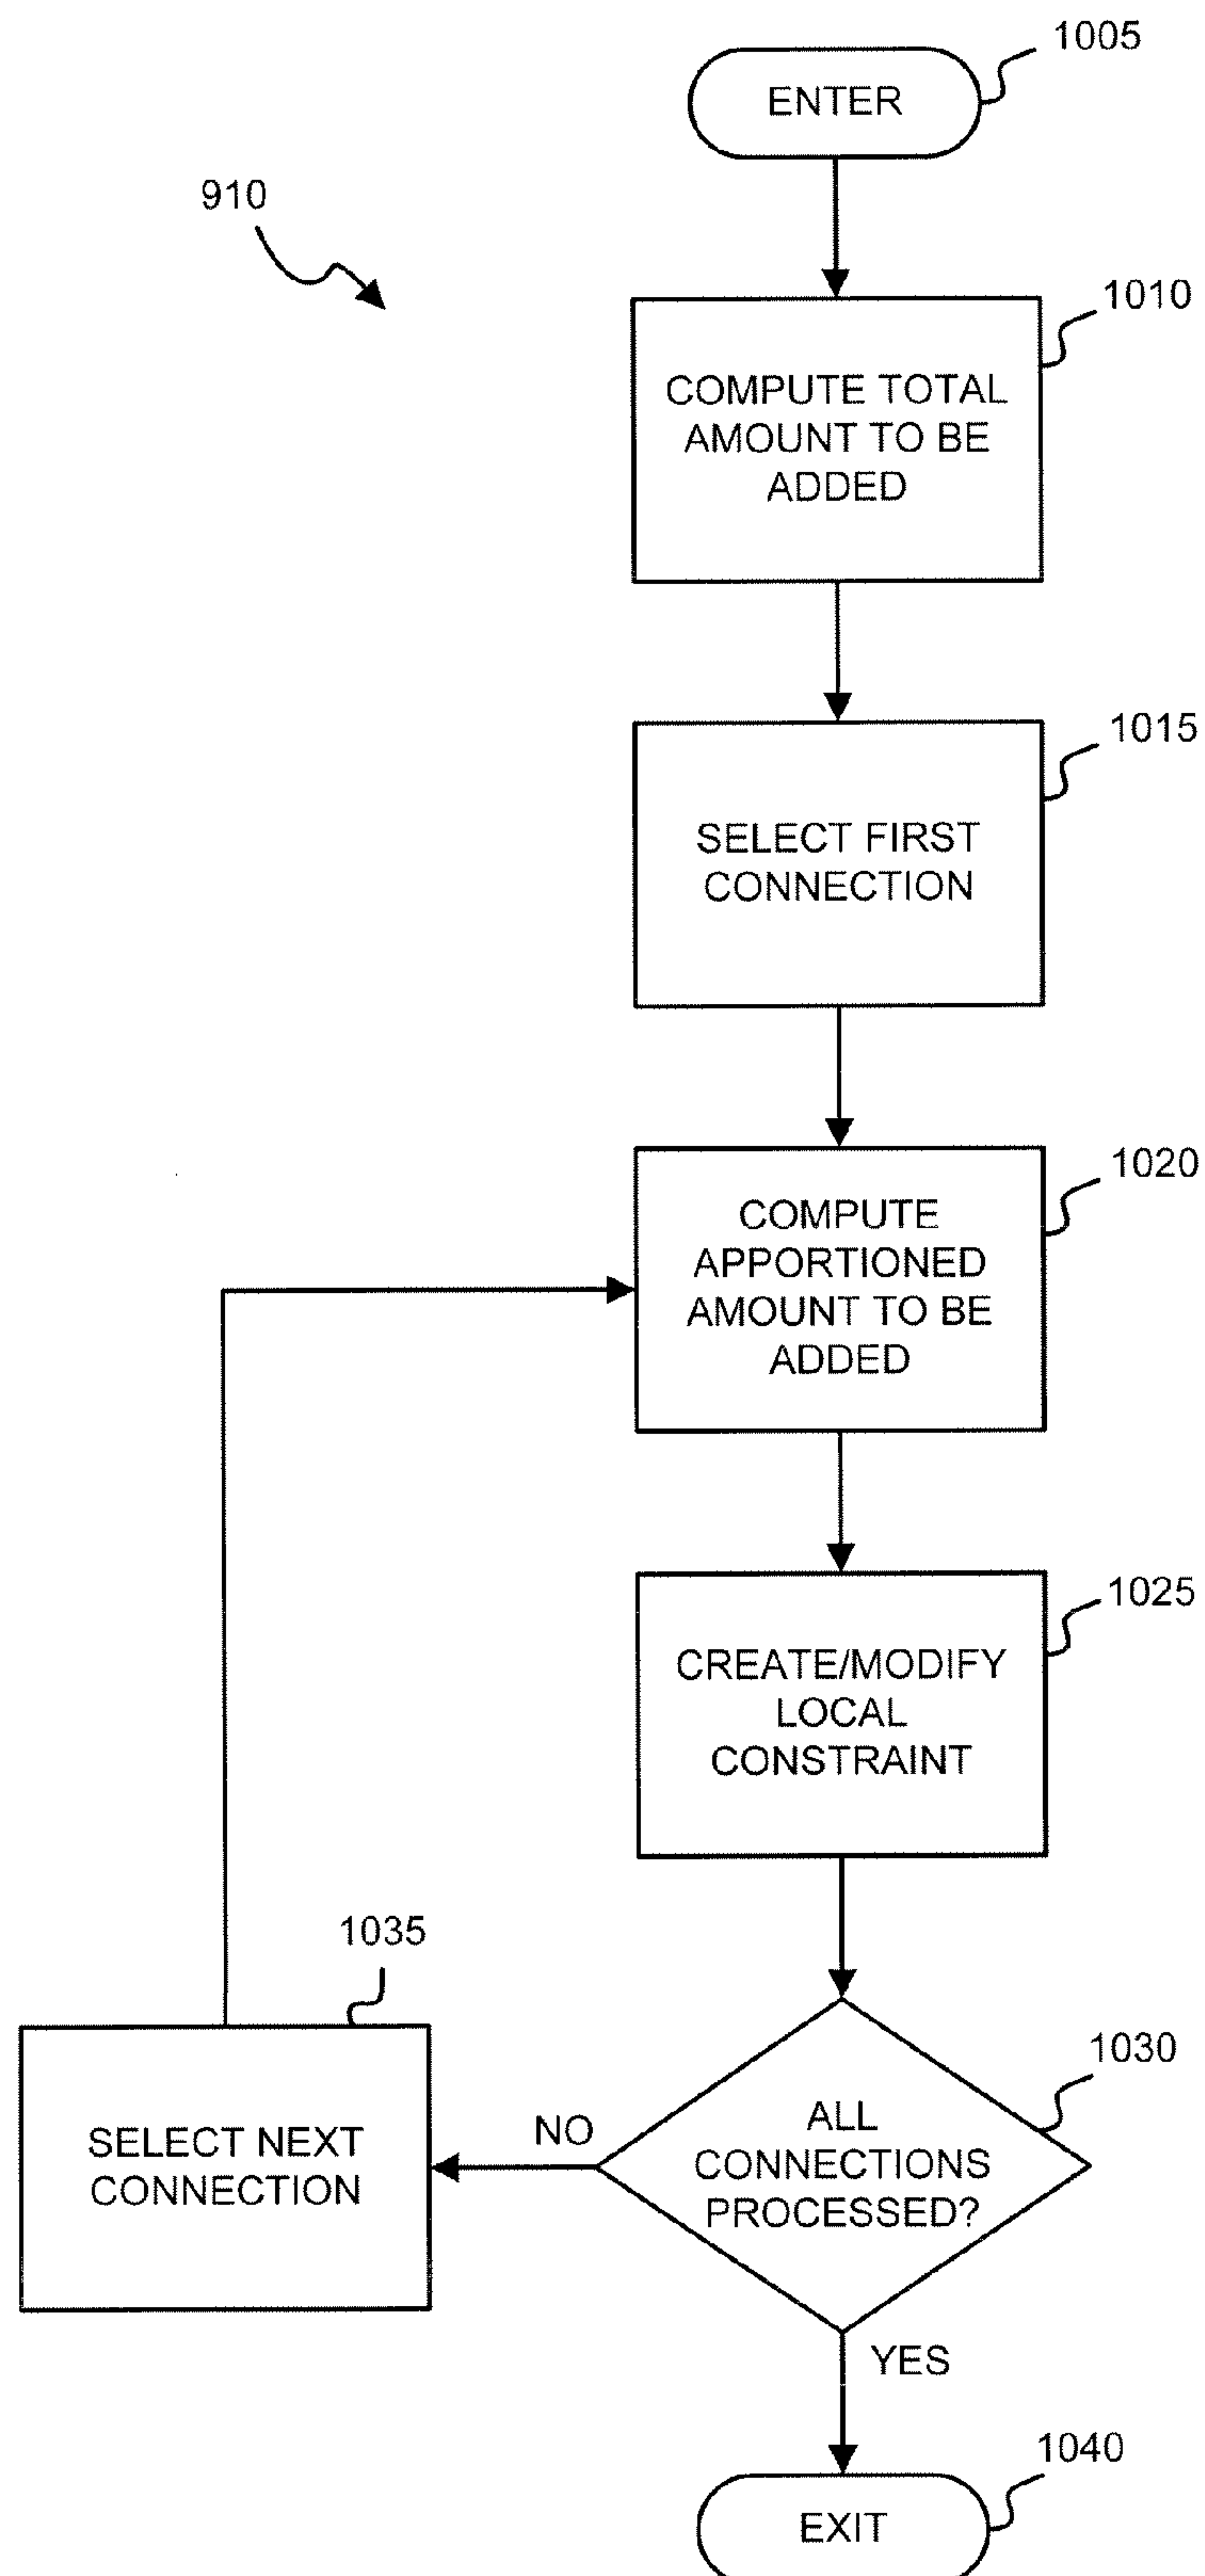 1005
ENTER
910
1010
COMPUTE TOTAL
AMOUNT TO BE
ADDED
1015
SELECT FIRST
CONNECTION
1020
COMPUTE
APPORTIONED
AMOUNT TO BE
ADDED
1025
CREATE/MODIFY
LOCAL
CONSTRAINT
1035
SELECT NEXT
CONNECTION
NO
1030
ALL
CONNECTIONS
PROCESSED?
YES
1040
EXIT